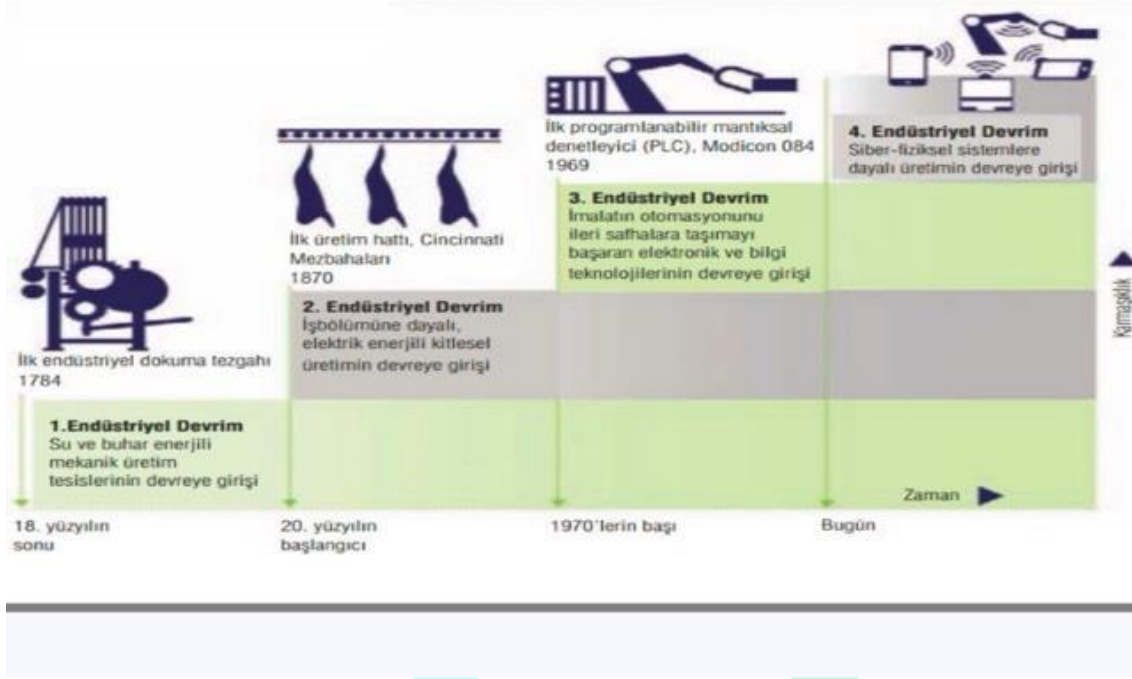 İlk endüstriyel dokuma tezgahı
1784
1.Endüstriyel Devrim
Su ve buhar enerjili
mekanik üretim
tesislerinin devreye girişi
18. yüzyılın
sonu
İlk üretim hattı, Cincinnati
Mezbahaları
1870
2. Endüstriyel Devrim
İşbölümüne dayalı,
elektrik enerjili kitlesel
üretimin devreye girişi
20. yüzyılın
başlangıcı
İlk programlanabilir mantıksal
denetleyici (PLC), Modicon 084
1969
3. Endüstriyel Devrim
İmalatın otomasyonunu
ileri safhalara taşımayı
başaran elektronik ve bilgi
teknolojilerinin devreye girişi
1970'lerin başı
4. Endüstriyel Devrim
Siber-fiziksel sistemlere
dayalı üretimin devreye girişi
Bugün
Zaman
Karmaşıklık